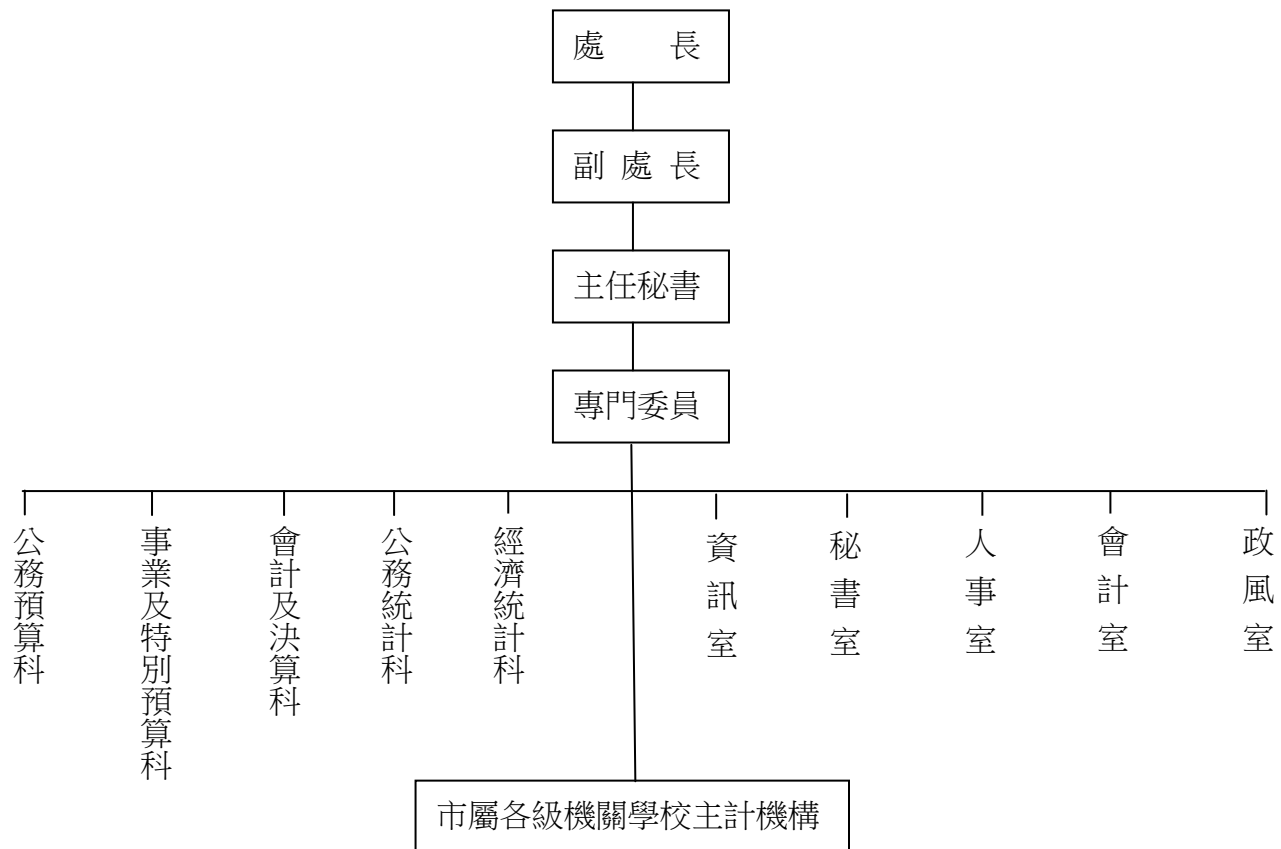 處長
副處長
主任秘書
專門委員
公務預算科
事業及特別預算科
會計及決算科
公務統計科
經濟統計科
資訊室
秘書室
人事室
會計室
政風室
市屬各級機關學校主計機構